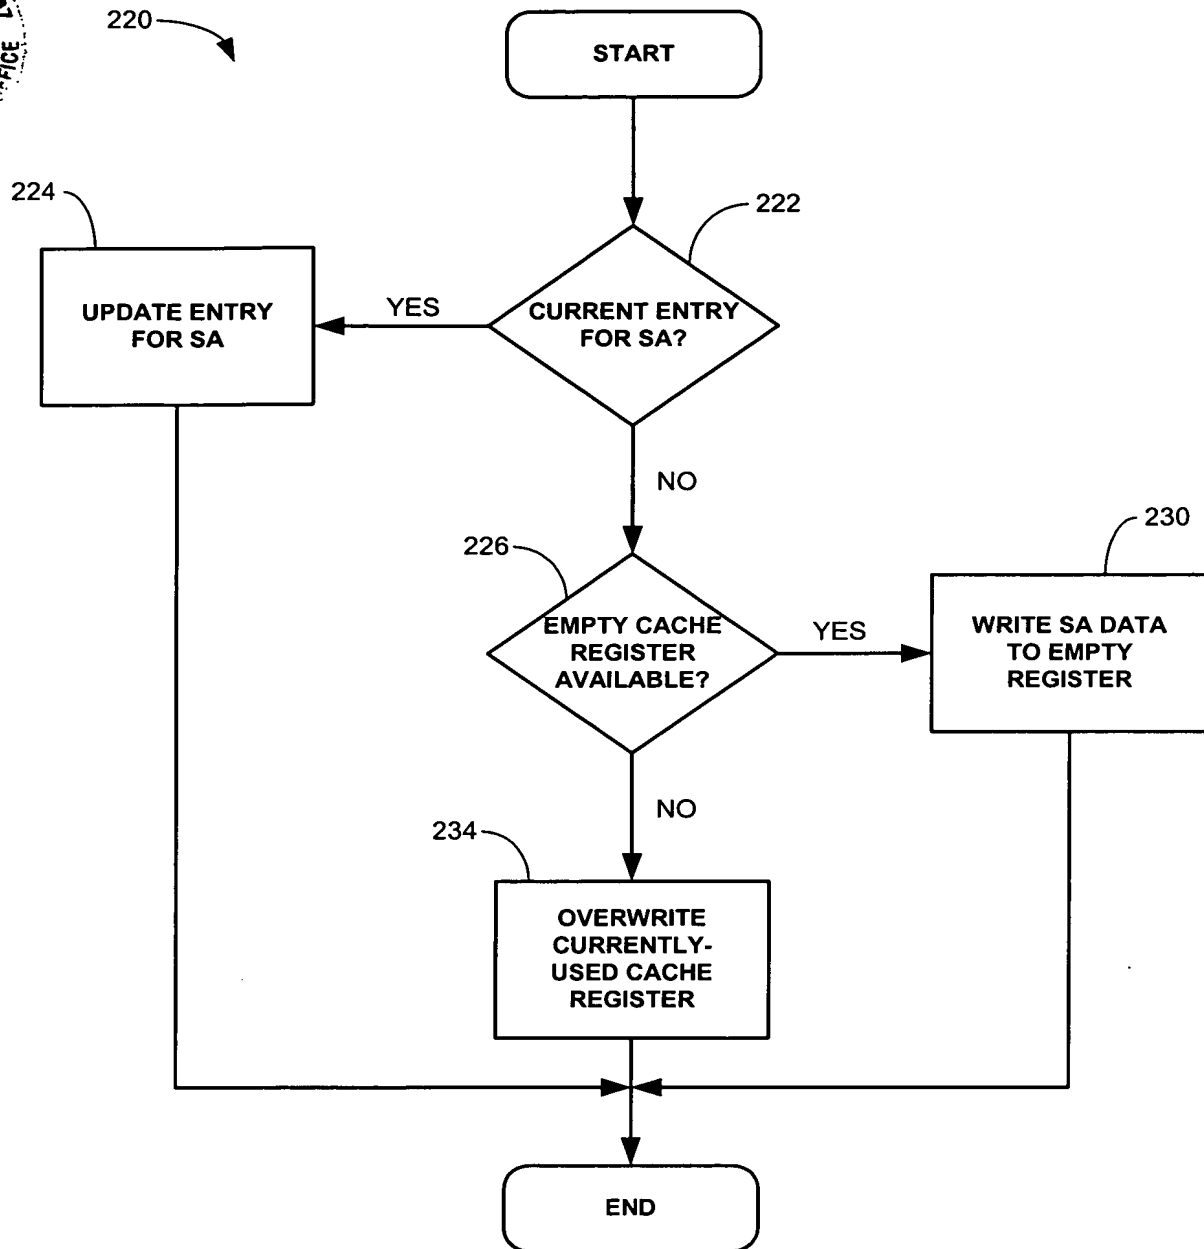 220
START
224
222
UPDATE ENTRY
FOR SA
YES
CURRENT ENTRY
FOR SA?
NO
226
230
EMPTY CACHE
REGISTER
AVAILABLE?
YES
WRITE SA DATA
TO EMPTY
REGISTER
NO
234
OVERWRITE
CURRENTLY-
USED CACHE
REGISTER
END